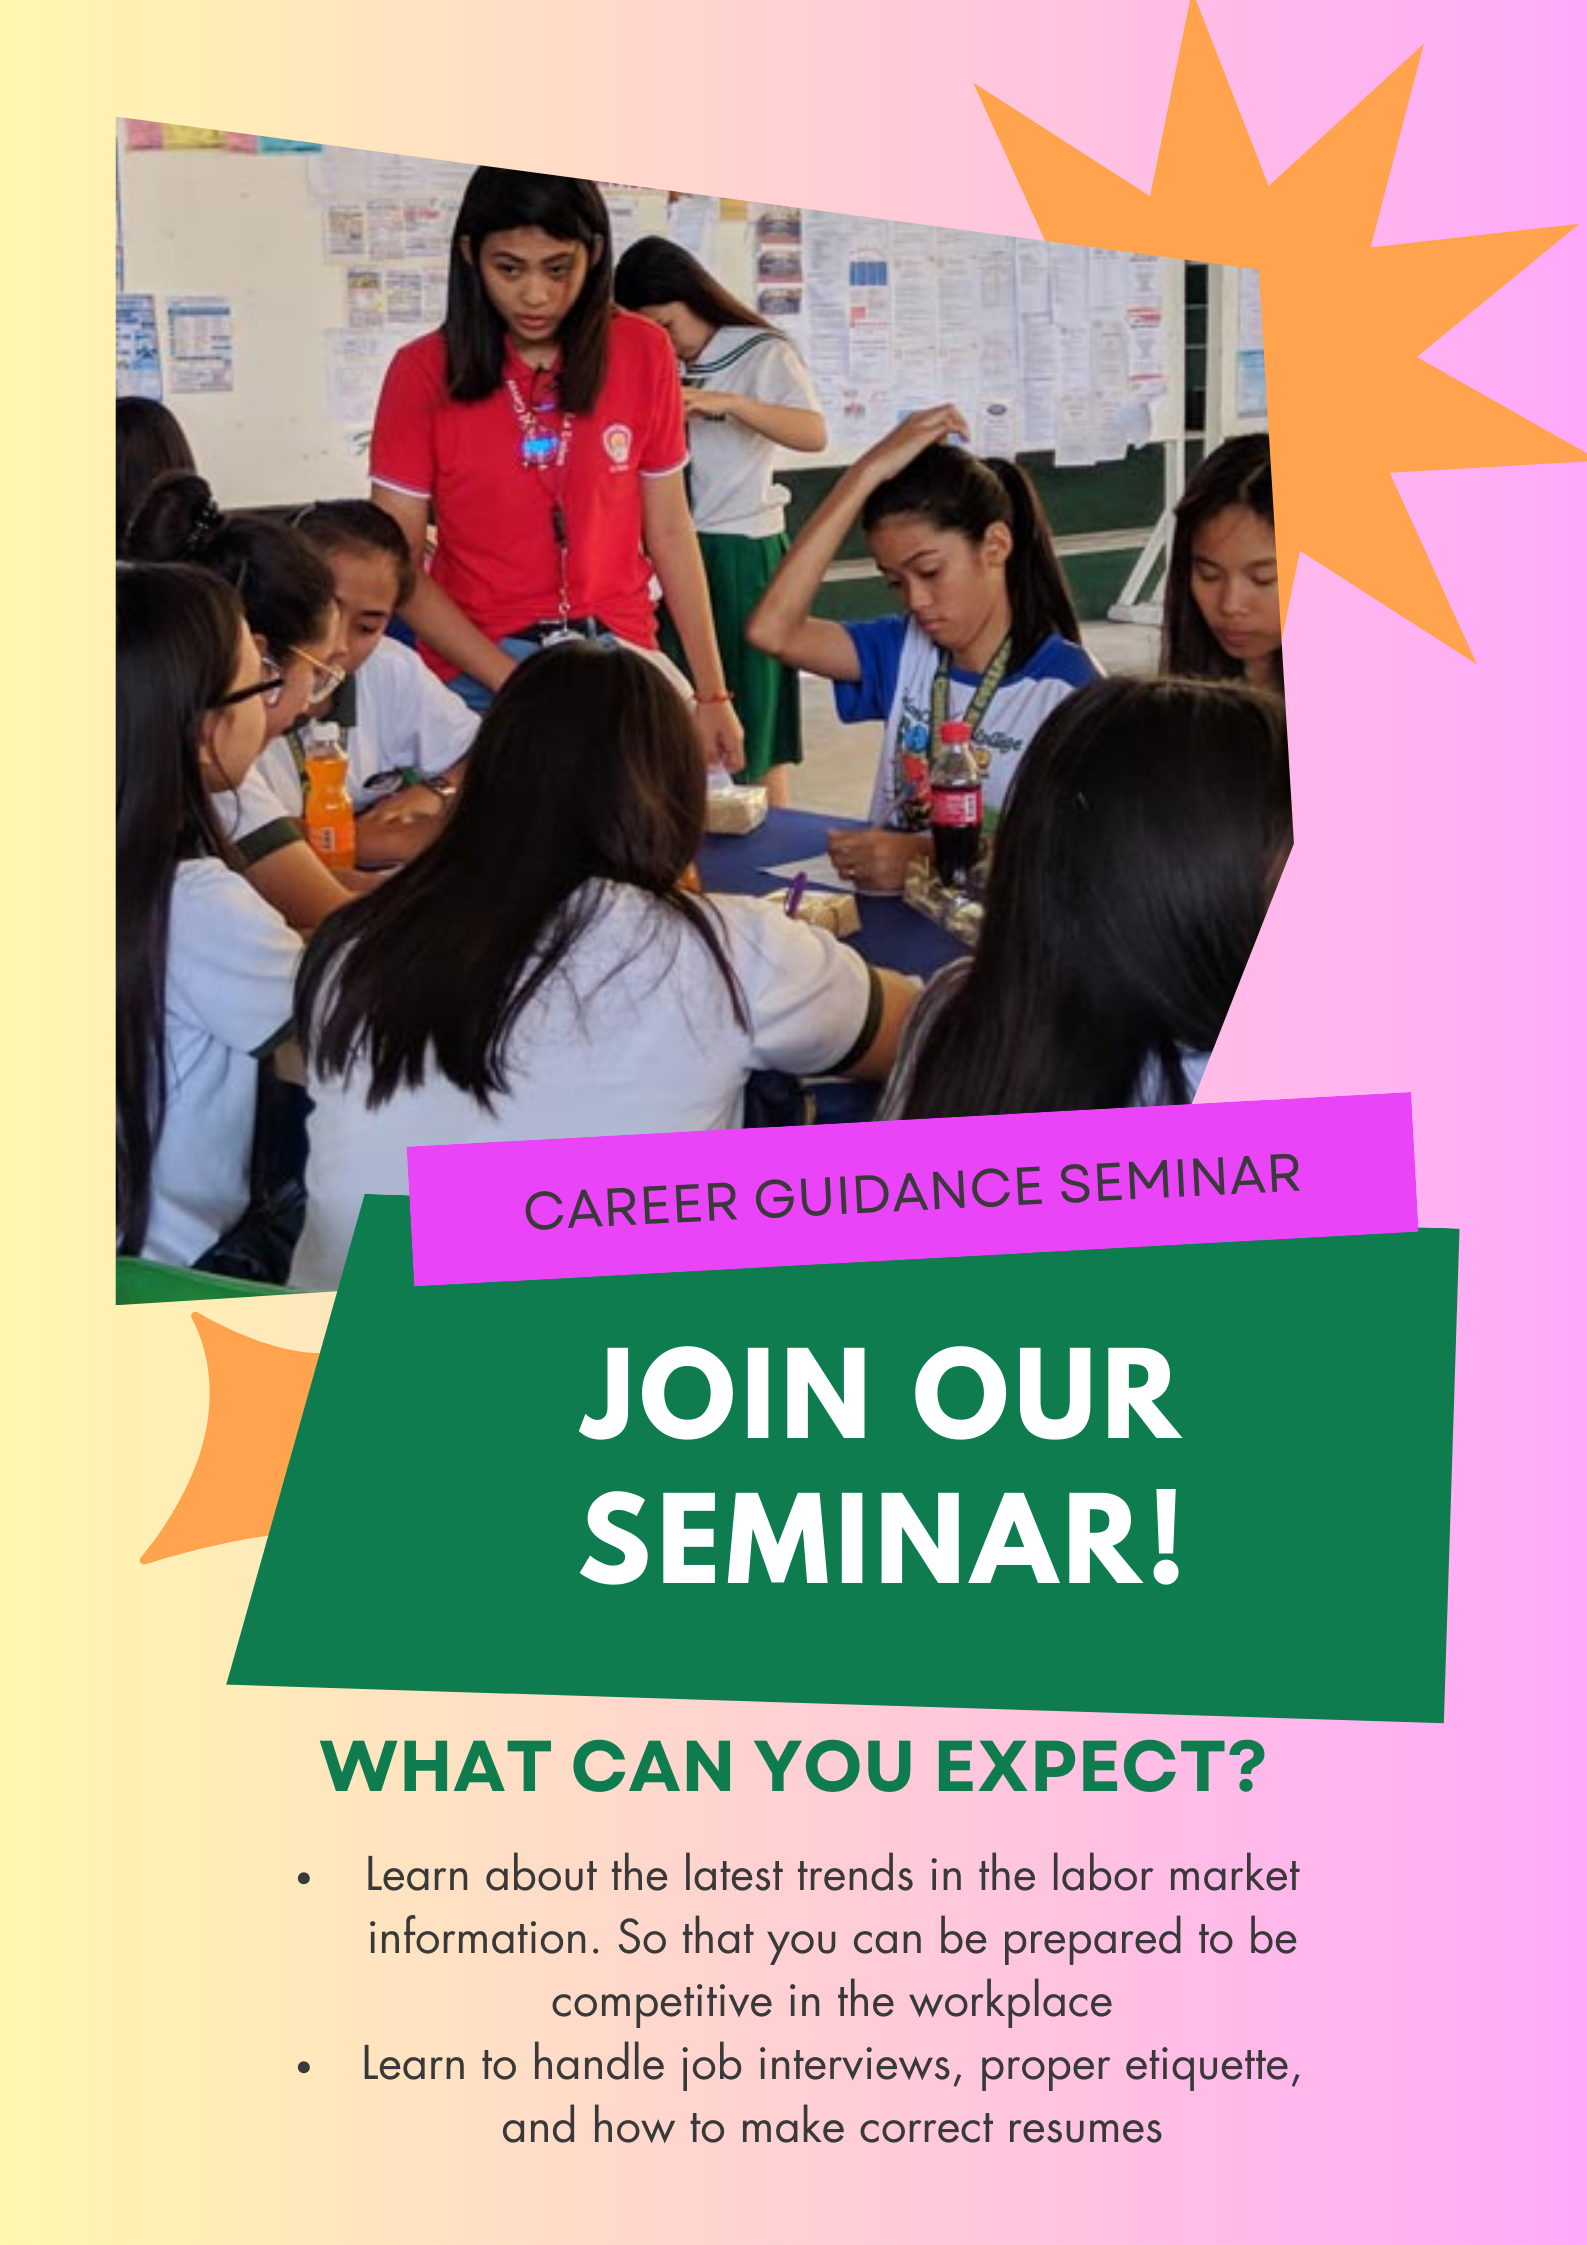 CAREER GUIDANCE SEMINAR
JOIN OUR
SEMINAR!
WHAT CAN YOU EXPECT?
• Learn about the latest trends in the labor market
information. So that you can be prepared to be
competitive in the workplace
• Learn to handle job interviews, proper etiquette,
and how to make correct resumes